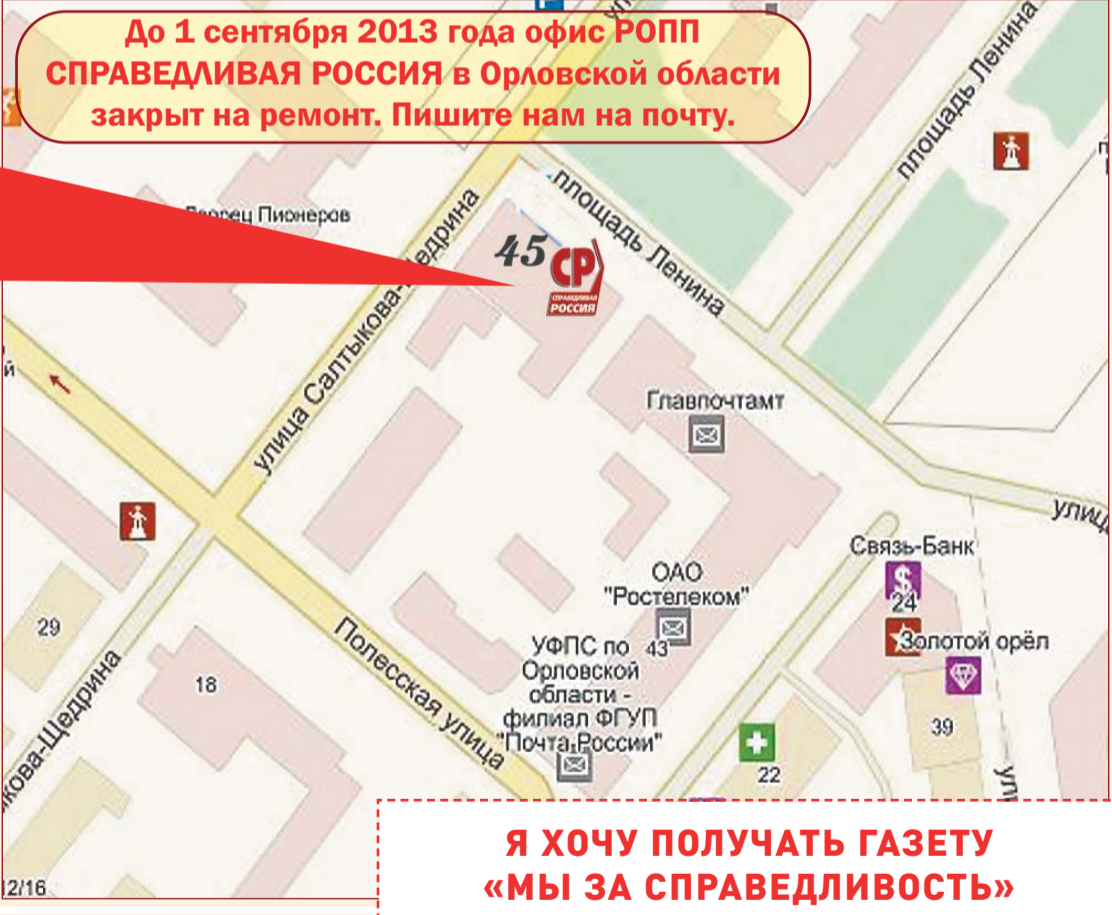 До 1 сентября 2013 года офис РОПП
СПРАВЕДЛИВАЯ РОССИЯ в Орловской области
закрыт на ремонт. Пишите нам на почту.
площадь Ленина
Пионеров
площадь Ленина
45
СР
СПРАВЕДЛИВАЯ
РОССИЯ
улица Салтыкова-Щедрина
й
Главпочтамт
улиц
Связь-Банк
24
ОАО
"Ростелеком"
43
Золотой орёл
УФПС по
Орловской
области -
филиал ФГУП
"Почта России"
29
18
Полесская улица
кова-Щедрина
39
22
ули
12/16
Я ХОЧУ ПОЛУЧАТЬ ГАЗЕТУ
«МЫ ЗА СПРАВЕДЛИВОСТЬ»